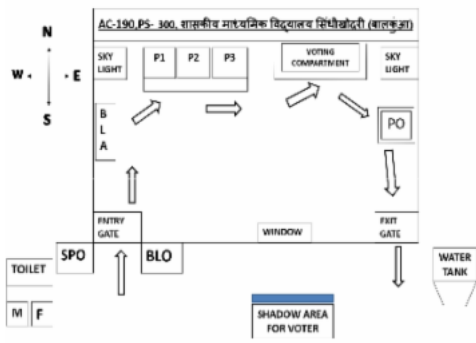 AC-190,PS- 300, शासकीय माध्यमिक विद्यालय सिंधीखोदरी (बालकुंआ)
N
W
E
S
SKY
LIGHT
P1
P2
P3
VOTING
COMPARTMENT
SKY
LIGHT
B
L
A
PO
ENTRY
GATE
WINDOW
EXIT
GATE
SPO
BLO
TOILET
M
F
WATER
TANK
SHADOW AREA
FOR VOTER